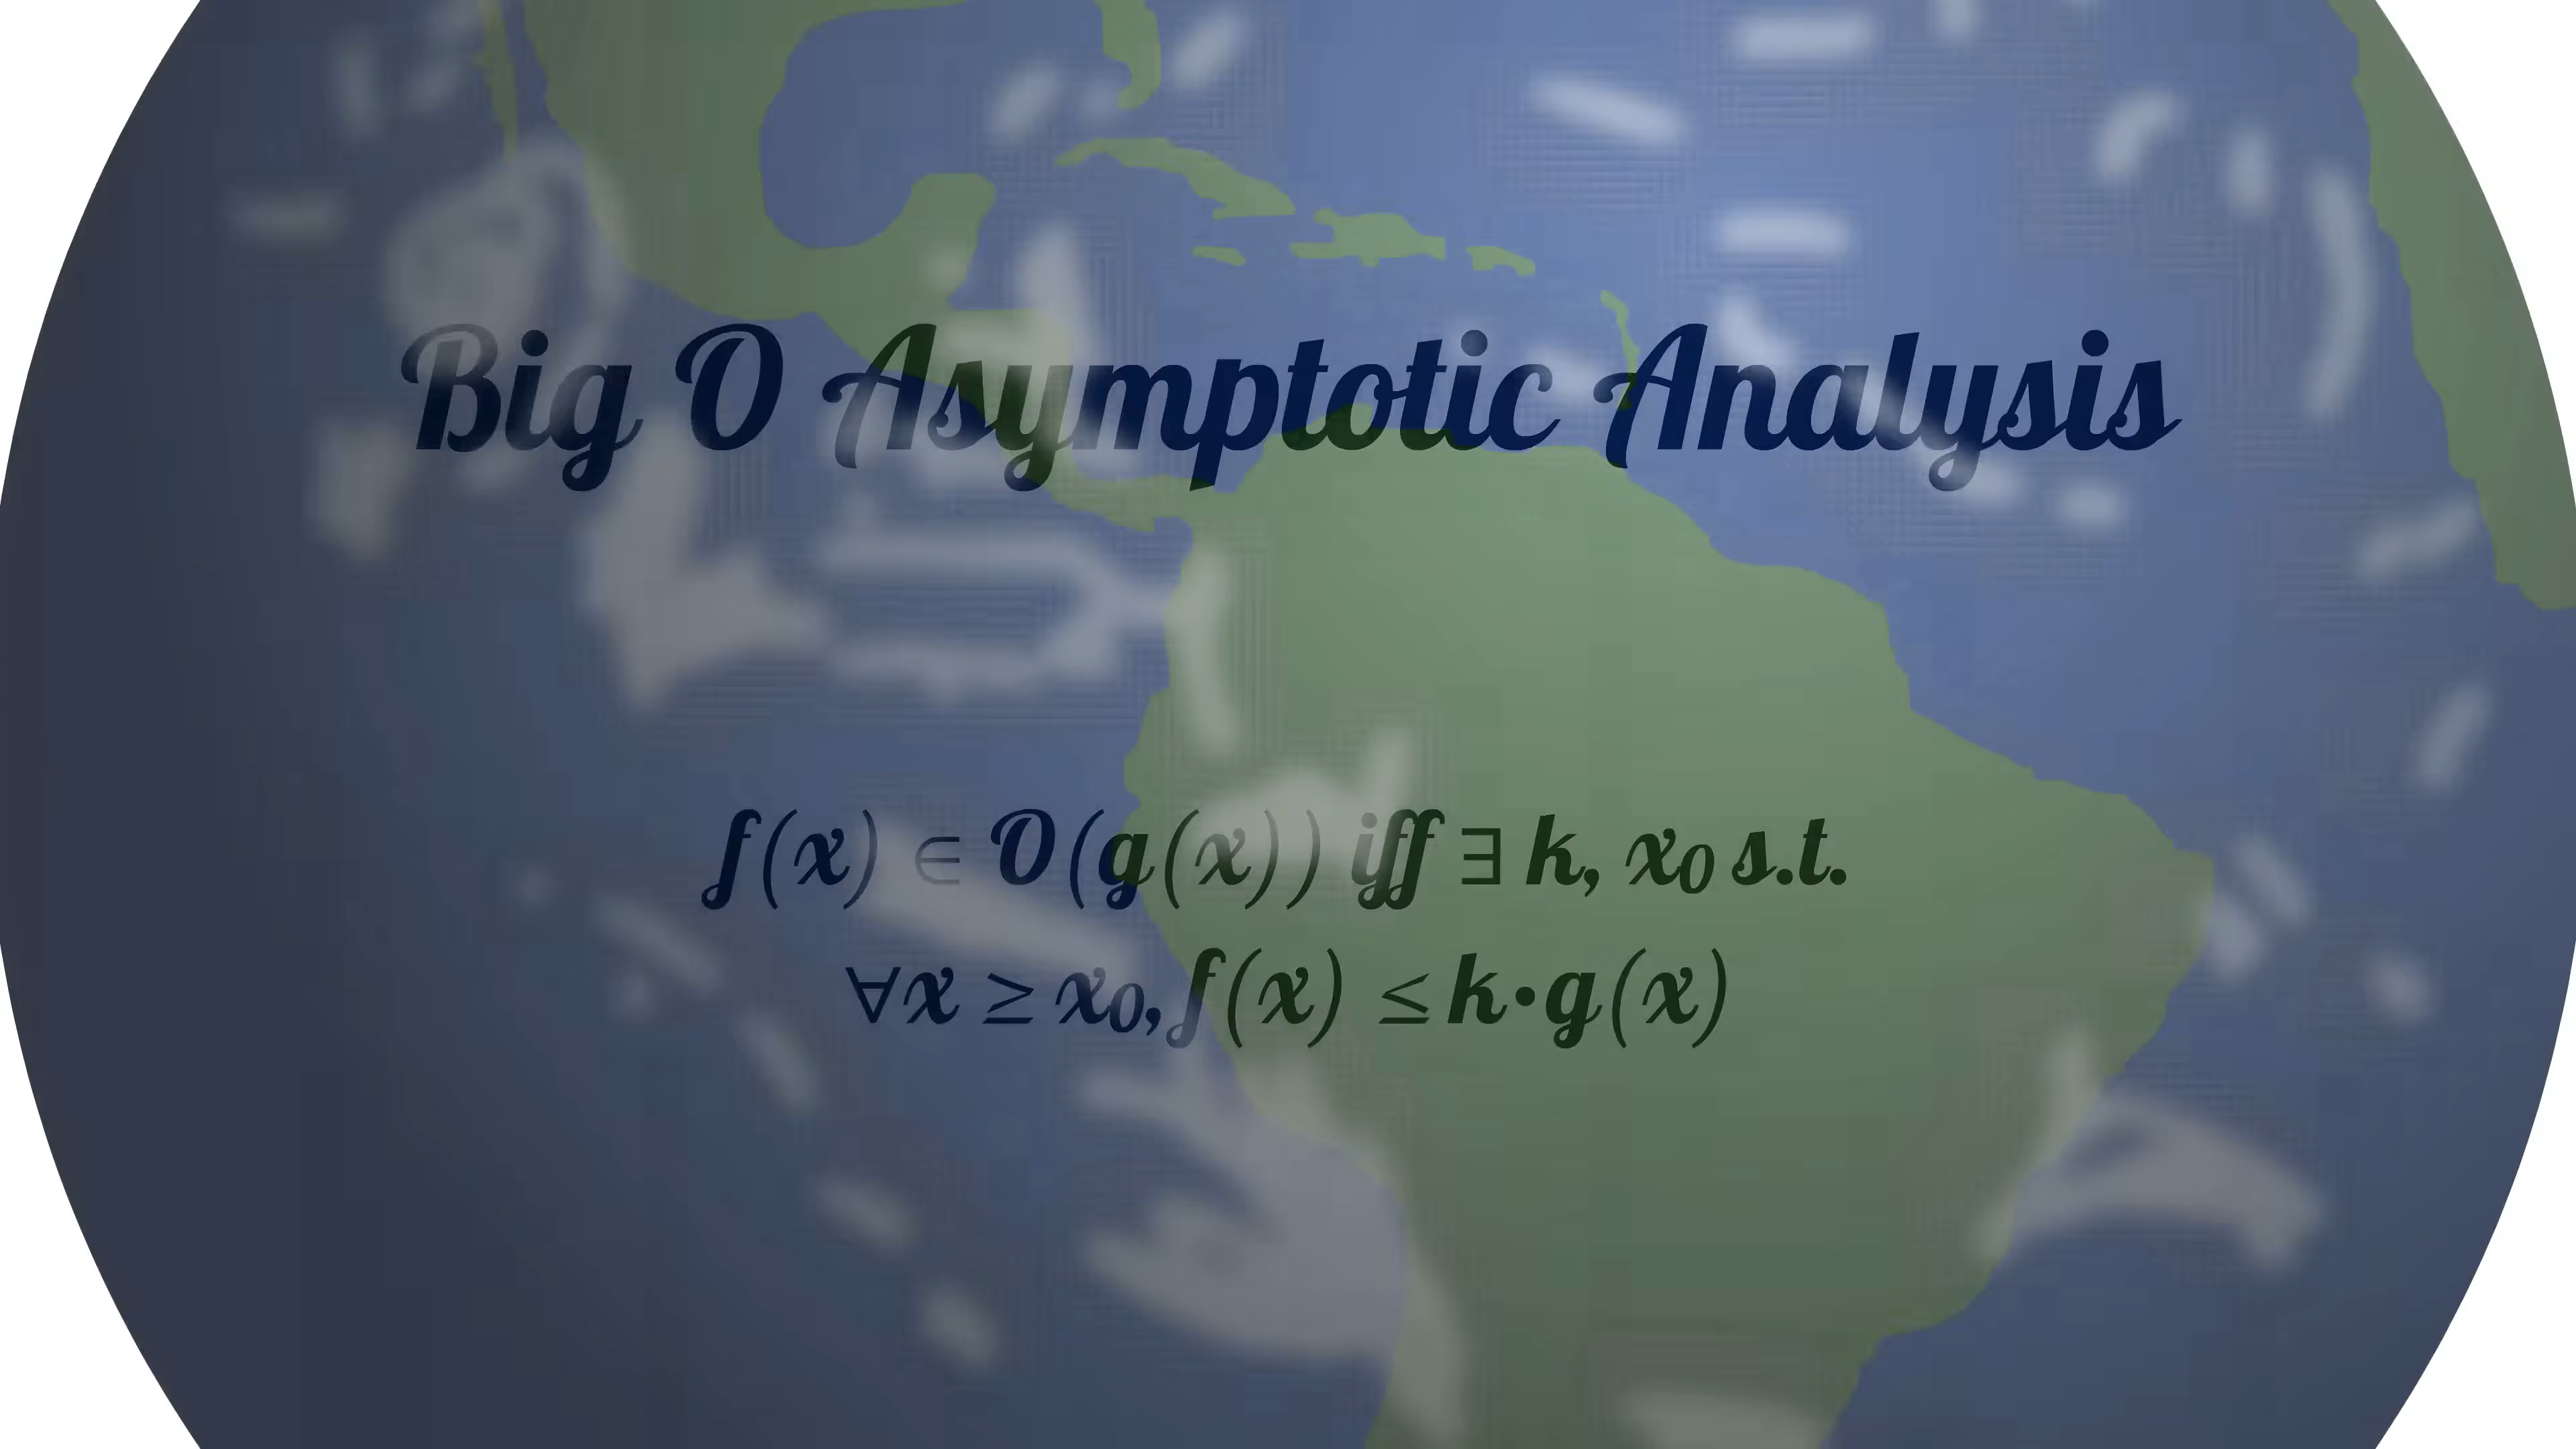 Big O Asymptotic Analysis
f(x) ∈ O(g(x)) iff ∃ k, x₀ s.t.
∀x ≥ x₀, f(x) ≤ k•g(x)